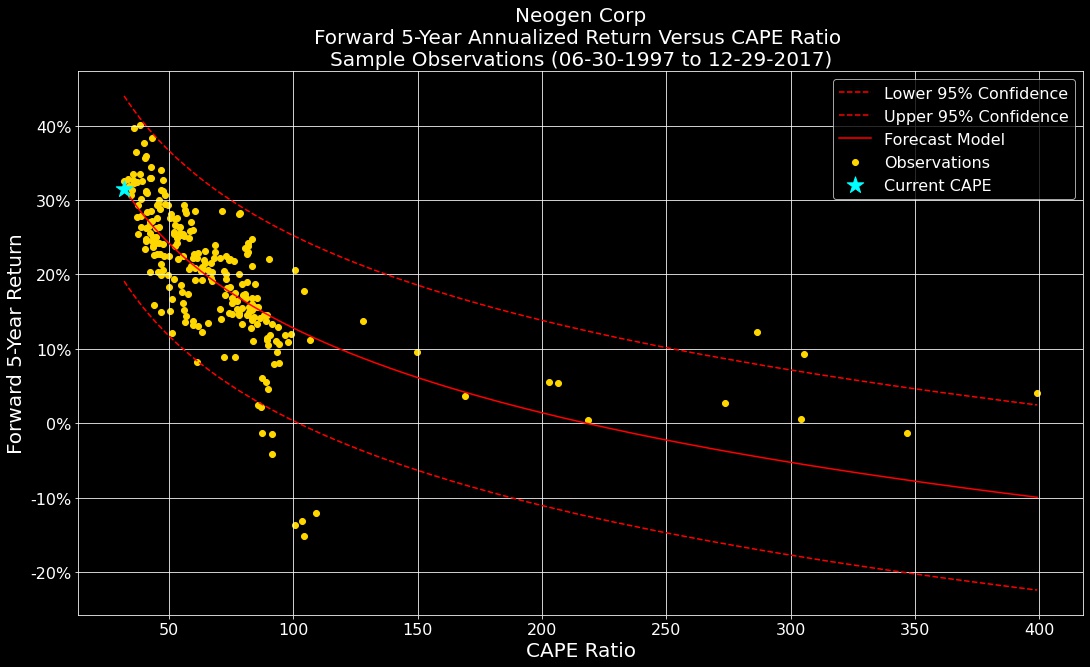 Neogen Corp
Forward 5-Year Annualized Return Versus CAPE Ratio
Sample Observations (06-30-1997 to 12-29-2017)
Lower 95% Confidence
Upper 95% Confidence
Forecast Model
Observations
Current CAPE
Forward 5-Year Return
40%
30%
20%
10%
0%
-10%
-20%
50 100 150 200 250 300 350 400
CAPE Ratio